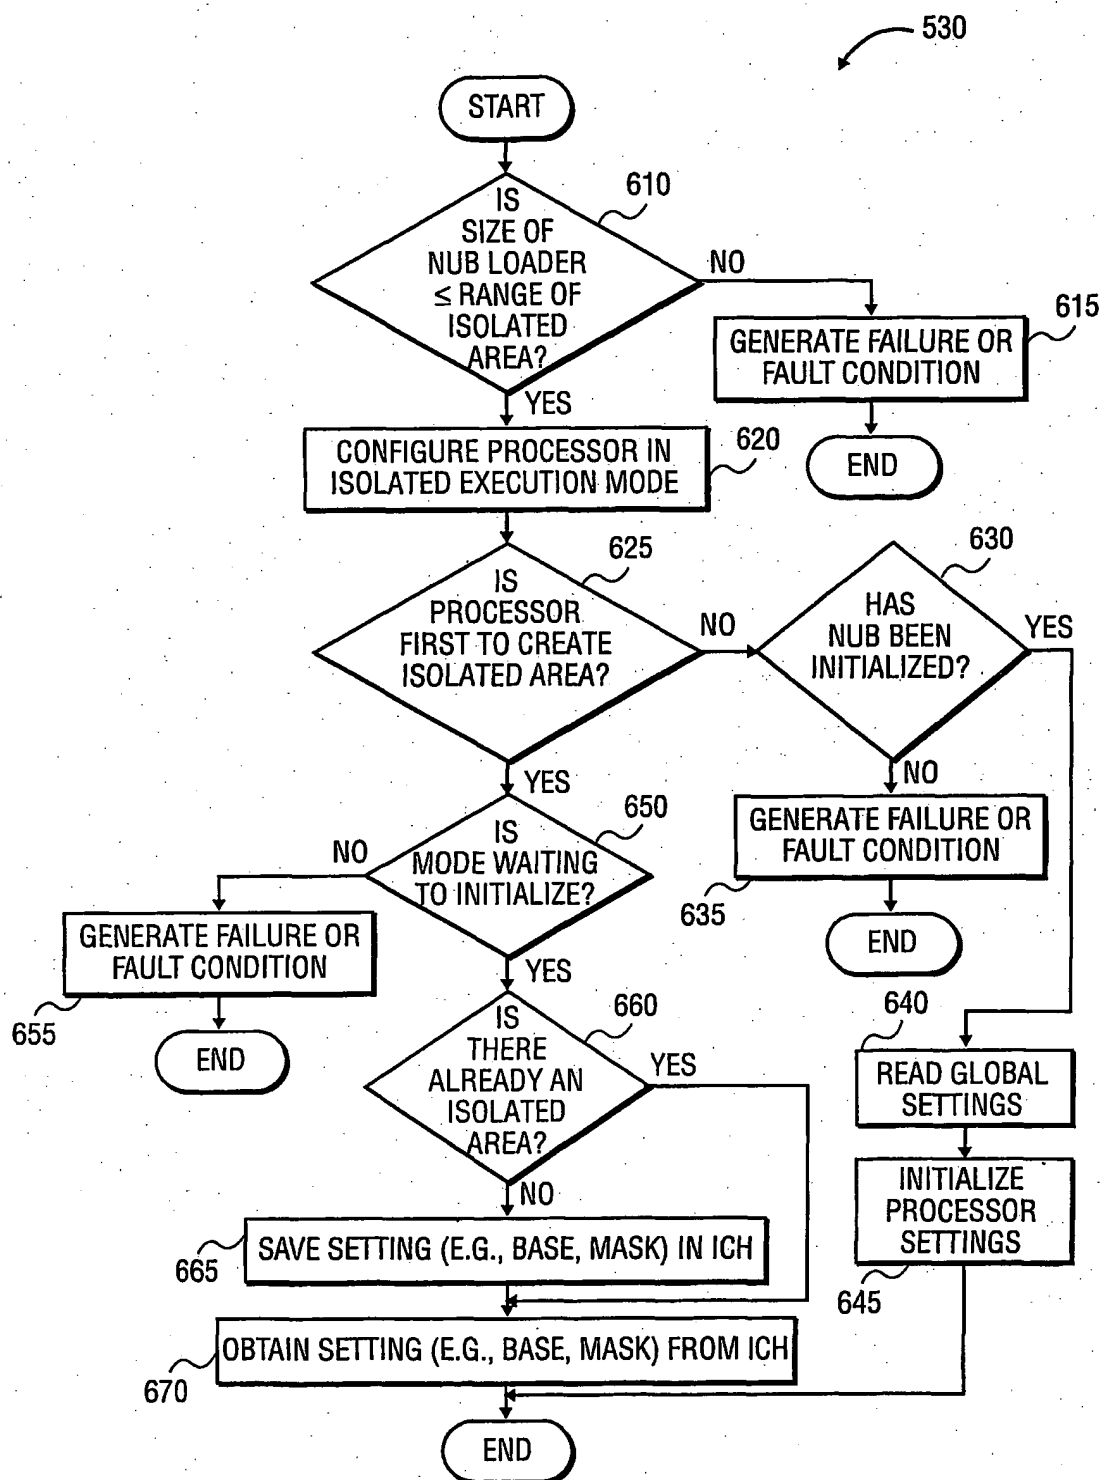 530
START
610
IS
SIZE OF
NUB LOADER
≤ RANGE OF
ISOLATED
AREA?
NO
615
GENERATE FAILURE OR
FAULT CONDITION
END
YES
620
CONFIGURE PROCESSOR IN
ISOLATED EXECUTION MODE
625
IS
PROCESSOR
FIRST TO CREATE
ISOLATED AREA?
NO
630
HAS
NUB BEEN
INITIALIZED?
YES
NO
GENERATE FAILURE OR
FAULT CONDITION
635
END
YES
650
IS
MODE WAITING
TO INITIALIZE?
NO
GENERATE FAILURE OR
FAULT CONDITION
655
END
YES
660
IS
THERE
ALREADY AN
ISOLATED
AREA?
YES
640
READ GLOBAL
SETTINGS
INITIALIZE
PROCESSOR
SETTINGS
645
NO
SAVE SETTING (E.G., BASE, MASK) IN ICH
665
OBTAIN SETTING (E.G., BASE, MASK) FROM ICH
670
END